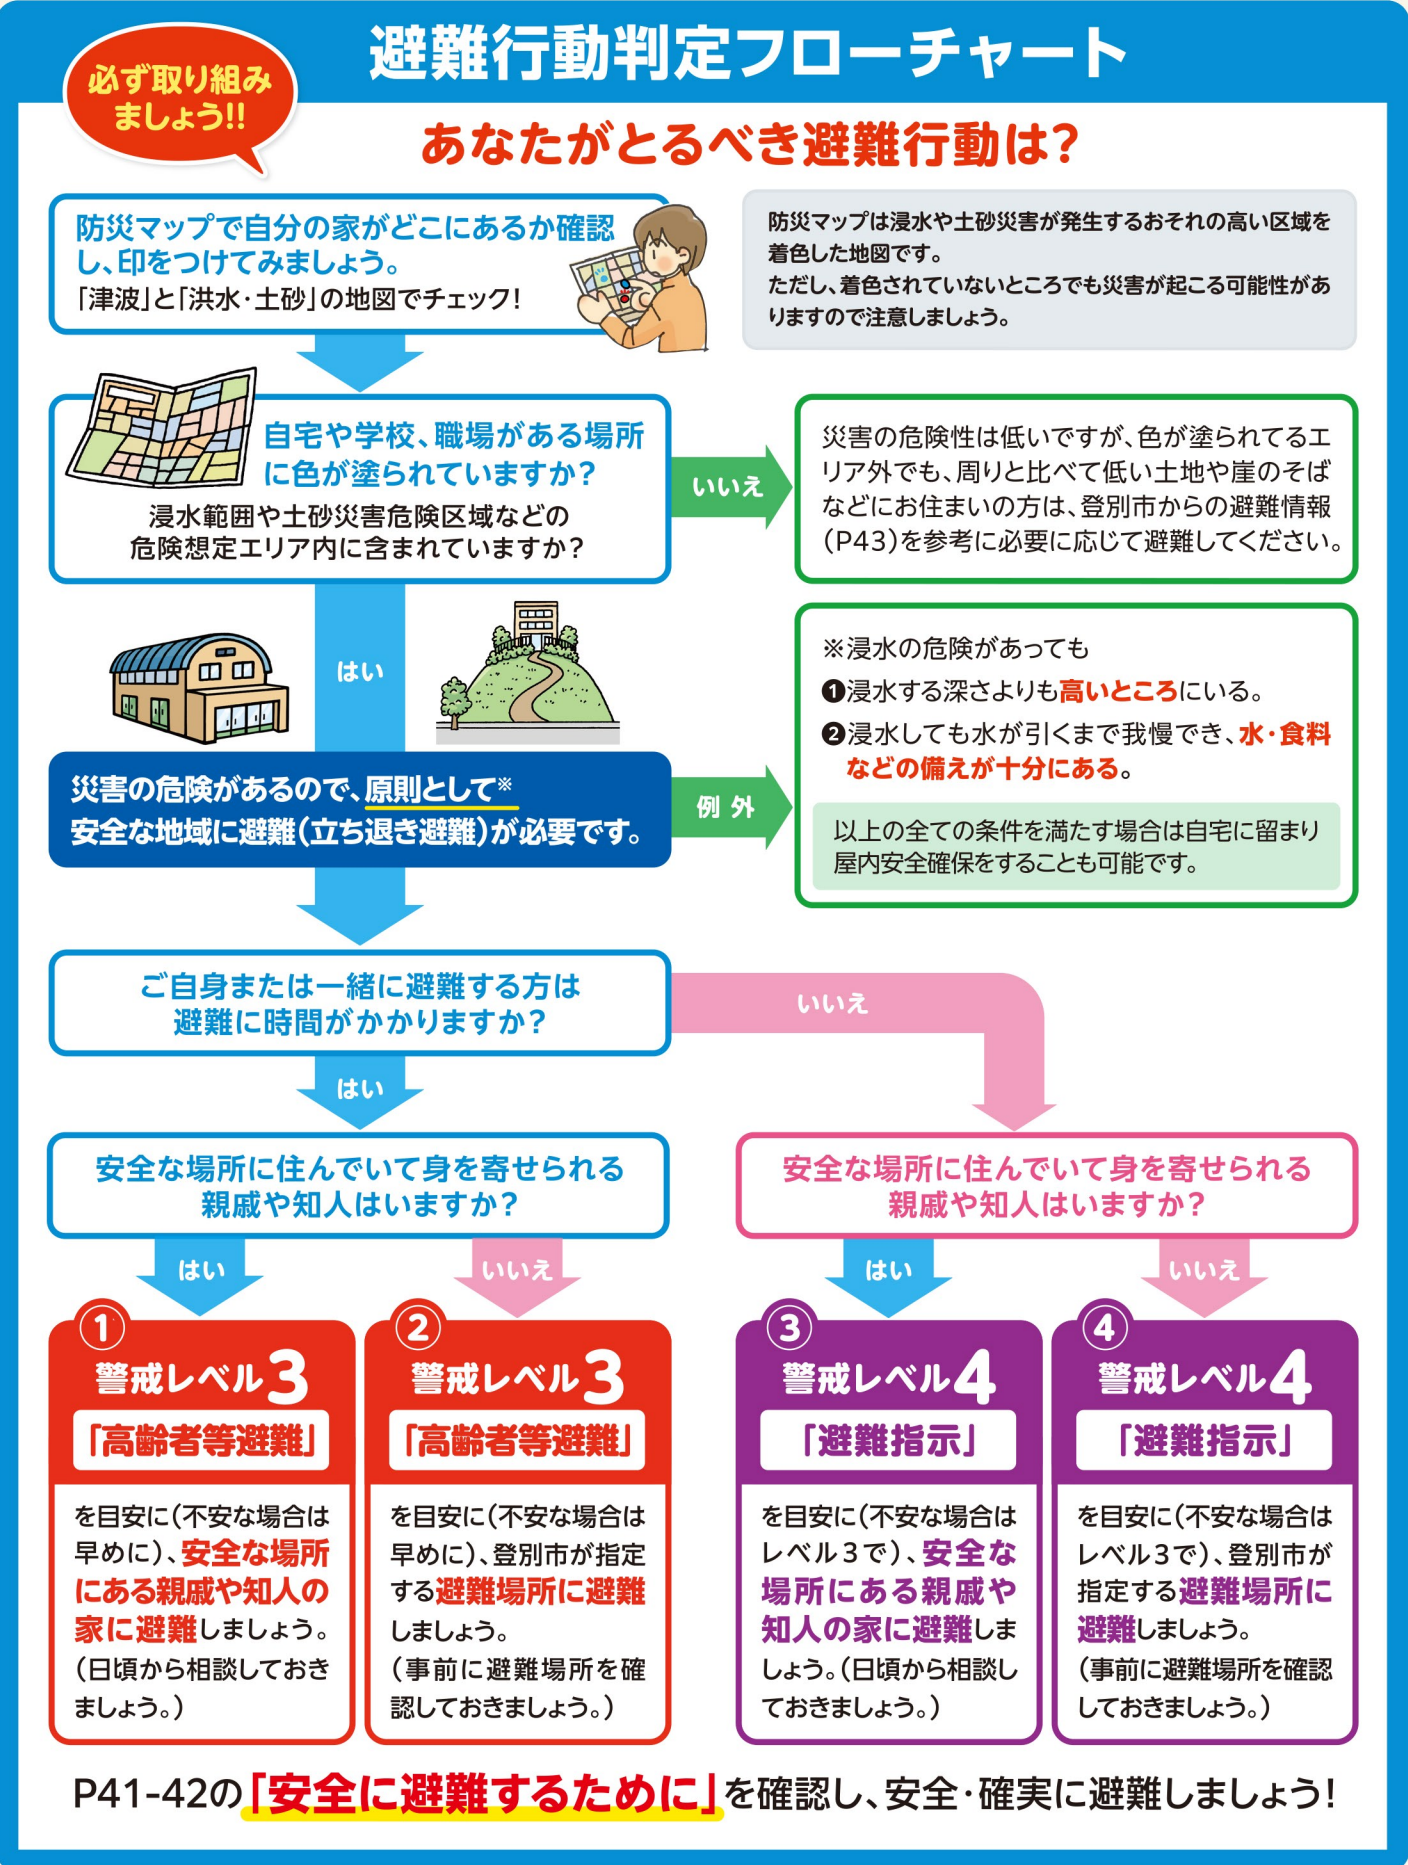 避難行動判定フローチャート
必ず取り組み
ましょう!!
あなたがとるべき避難行動は?
防災マップで自分の家がどこにあるか確認
し、印をつけてみましょう。
「津波」と「洪水・土砂」の地図でチェック!
防災マップは浸水や土砂災害が発生するおそれの高い区域を
着色した地図です。
ただし、着色されていないところでも災害が起こる可能性があ
りますので注意しましょう。
自宅や学校、職場がある場所
に色が塗られていますか?
浸水範囲や土砂災害危険区域などの
危険想定エリア内に含まれていますか?
いいえ
災害の危険性は低いですが、色が塗られてるエ
リア外でも、周りと比べて低い土地や崖のそば
などにお住まいの方は、登別市からの避難情報
(P43)を参考に必要に応じて避難してください。
はい
災害の危険があるので、原則として※
安全な地域に避難(立ち退き避難)が必要です。
例外
※浸水の危険があっても
❶浸水する深さよりも高いところにいる。
❷浸水しても水が引くまで我慢でき、水・食料
などの備えが十分にある。
以上の全ての条件を満たす場合は自宅に留まり
屋内安全確保をすることも可能です。
ご自身または一緒に避難する方は
避難に時間がかかりますか?
いいえ
はい
安全な場所に住んでいて身を寄せられる
親戚や知人はいますか?
安全な場所に住んでいて身を寄せられる
親戚や知人はいますか?
はい
いいえ
はい
いいえ
①
警戒レベル3
「高齢者等避難」
を目安に(不安な場合は
早めに)、安全な場所
にある親戚や知人の
家に避難しましょう。
(日頃から相談しておき
ましょう。)
②
警戒レベル3
「高齢者等避難」
を目安に(不安な場合は
早めに)、登別市が指定
する避難場所に避難
しましょう。
(事前に避難場所を確
認しておきましょう。)
③
警戒レベル4
「避難指示」
を目安に(不安な場合は
レベル3で)、安全な
場所にある親戚や
知人の家に避難しま
しょう。(日頃から相談し
ておきましょう。)
④
警戒レベル4
「避難指示」
を目安に(不安な場合は
レベル3で)、登別市が
指定する避難場所に
避難しましょう。
(事前に避難場所を確認
しておきましょう。)
P41-42の「安全に避難するために」を確認し、安全・確実に避難しましょう!